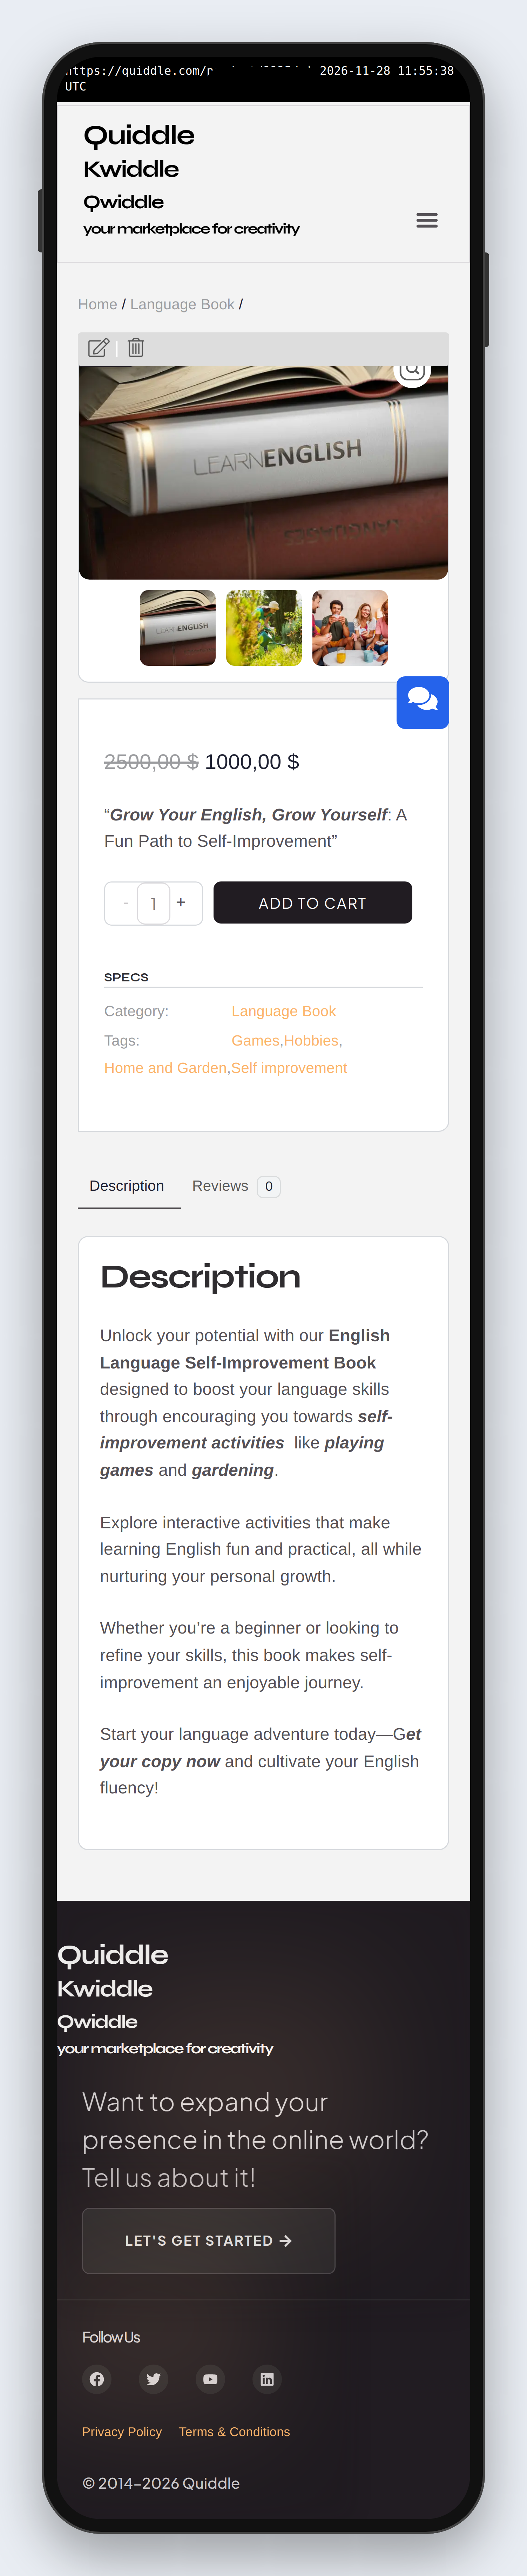 https://quiddle.com/p 2026-11-28 11:55:38
UTC
Quiddle
Kwiddle
Qwiddle
your marketplace for creativity
Home / Language Book /
LEARNENGLISH
LANGUAGES
ENGLISH
2500,00 $ 1000,00 $
“Grow Your English, Grow Yourself: A
Fun Path to Self-Improvement”
- 1 + ADD TO CART
SPECS
Category: Language Book
Tags: Games,Hobbies,
Home and Garden,Self improvement
Description Reviews 0
Description
Unlock your potential with our English
Language Self-Improvement Book
designed to boost your language skills
through encouraging you towards self-
improvement activities like playing
games and gardening.
Explore interactive activities that make
learning English fun and practical, all while
nurturing your personal growth.
Whether you’re a beginner or looking to
refine your skills, this book makes self-
improvement an enjoyable journey.
Start your language adventure today—Get
your copy now and cultivate your English
fluency!
Quiddle
Kwiddle
Qwiddle
your marketplace for creativity
Want to expand your
presence in the online world?
Tell us about it!
LET'S GET STARTED →
Follow Us
Privacy Policy Terms & Conditions
© 2014–2026 Quiddle